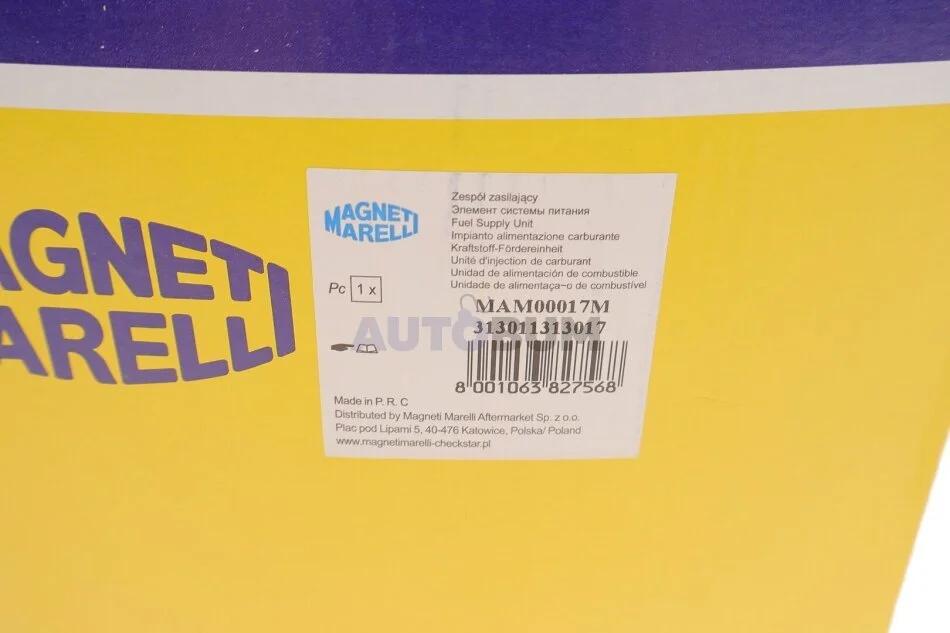 AGNETI
MARELLI
MAGNETI
MARELLI
Zespół zasilający
Элемент системы питания
Fuel Supply Unit
Impianto alimentazione carburante
Kraftstoff-Fördereinheit
Unité d'injection de carburant
Unidad de alimentación de combustible
Unidade de alimentaça–o de combustível
Pc 1 x
MAM00017M
313011313017
AUTOBUM
8 001063 827568
Made in P. R. C
Distributed by Magneti Marelli Aftermarket Sp. z o.o.
Plac pod Lipami 5, 40-476 Katowice, Polska/ Poland
www.magnetimarelli-checkstar.pl